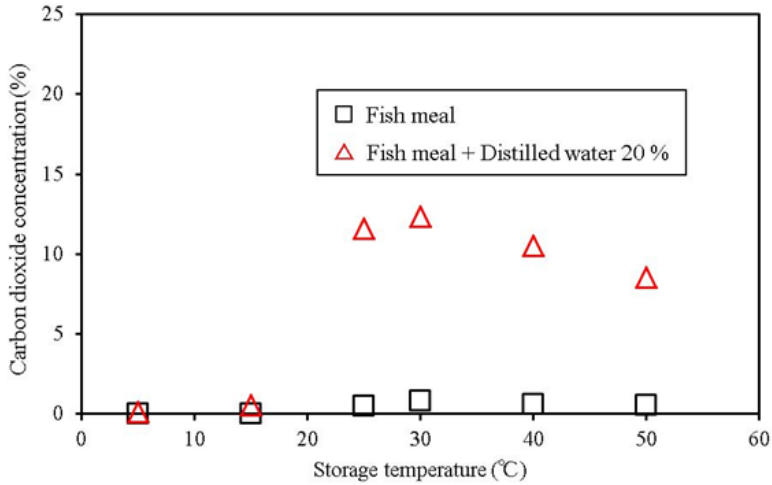 25
20
15
10
5
0
Carbon dioxide concentration (%)
Fish meal
Fish meal + Distilled water 20 %
0 10 20 30 40 50 60
Storage temperature (℃)